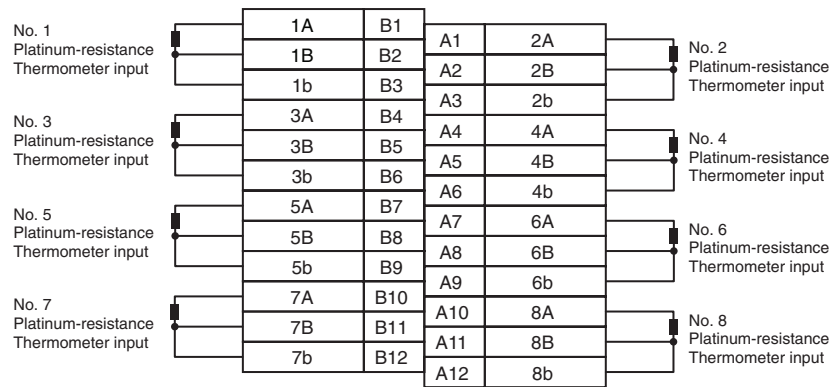 No. 1
Platinum-resistance
Thermometer input
No. 3
Platinum-resistance
Thermometer input
No. 5
Platinum-resistance
Thermometer input
No. 7
Platinum-resistance
Thermometer input
1A B1
1B B2
1b B3
3A B4
3B B5
3b B6
5A B7
5B B8
5b B9
7A B10
7B B11
7b B12
A1 2A
A2 2B
A3 2b
A4 4A
A5 4B
A6 4b
A7 6A
A8 6B
A9 6b
A10 8A
A11 8B
A12 8b
No. 2
Platinum-resistance
Thermometer input
No. 4
Platinum-resistance
Thermometer input
No. 6
Platinum-resistance
Thermometer input
No. 8
Platinum-resistance
Thermometer input